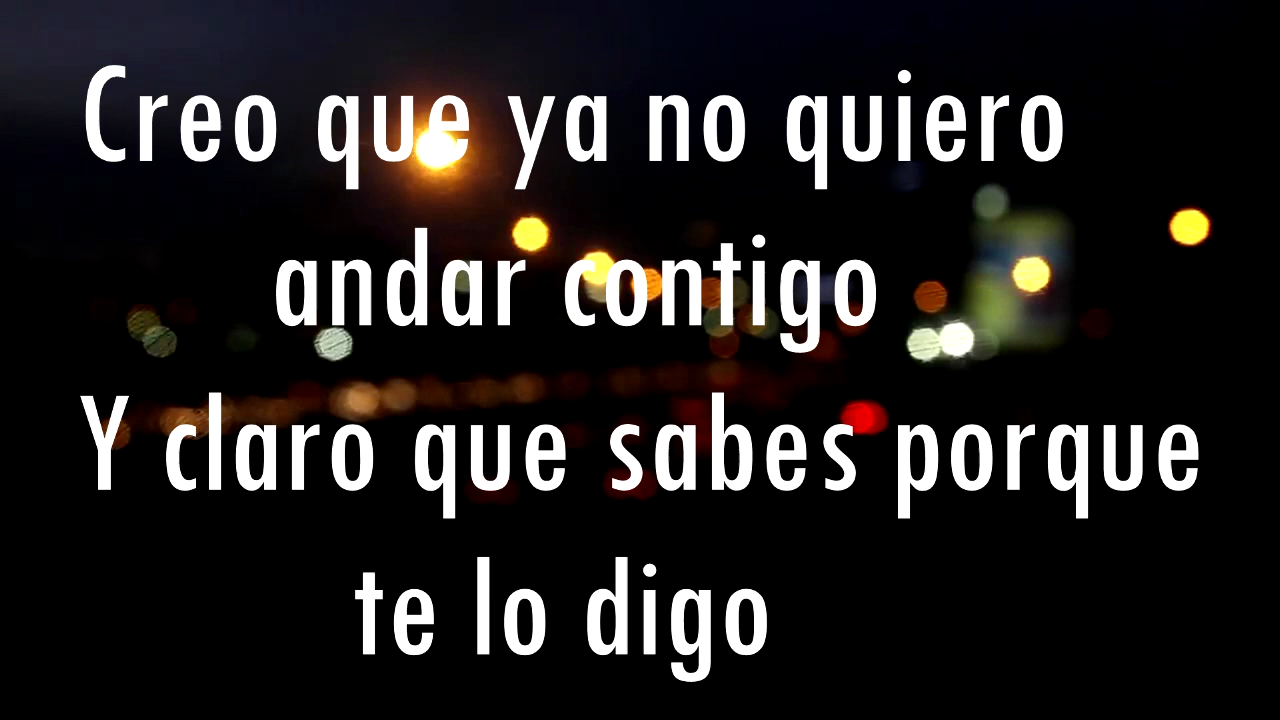 Creo que ya no quiero
andar contigo
Y claro que sabes porque
te lo digo